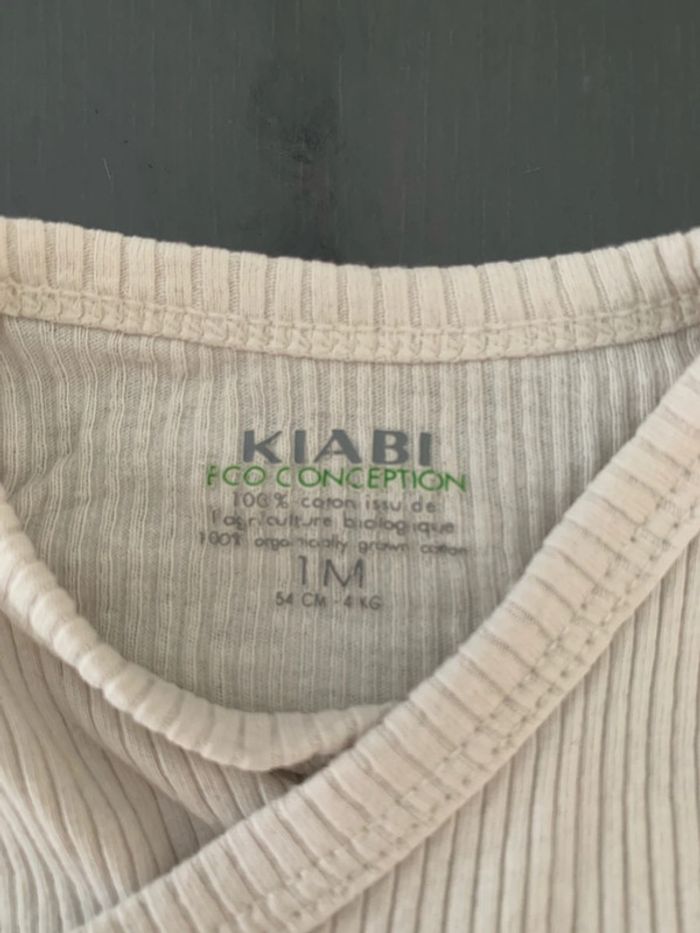 KIABI
ECO CONCEPTION
100% coton issu de
l'agriculture biologique
100% organically grown cotton
1M
54 CM - 4 KG